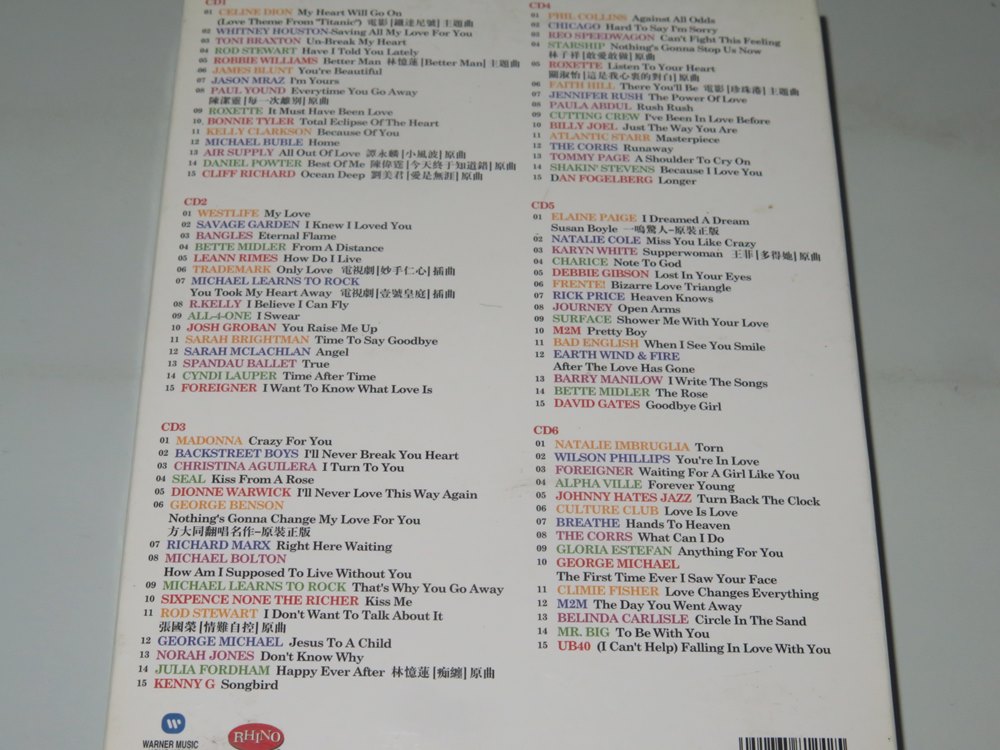 CD1
01 CELINE DION My Heart Will Go On
(Love Theme From "Titanic") 電影[鐵達尼號]主題曲
02 WHITNEY HOUSTON-Saving All My Love For You
03 TONI BRAXTON Un-Break My Heart
04 ROD STEWART Have I Told You Lately
05 ROBBIE WILLIAMS Better Man 林憶蓮[Better Man]主題曲
06 JAMES BLUNT You're Beautiful
07 JASON MRAZ I'm Yours
08 PAUL YOUND Everytime You Go Away
陳潔靈[每一次離別]原曲
09 ROXETTE It Must Have Been Love
10 BONNIE TYLER Total Eclipse Of The Heart
11 KELLY CLARKSON Because Of You
12 MICHAEL BUBLE Home
13 AIR SUPPLY All Out Of Love 譚永麟[小風波]原曲
14 DANIEL POWTER Best Of Me 陳偉霆[今天終于知道錯]原曲
15 CLIFF RICHARD Ocean Deep 劉美君[愛是無涯]原曲
CD2
01 WESTLIFE My Love
02 SAVAGE GARDEN I Knew I Loved You
03 BANGLES Eternal Flame
04 BETTE MIDLER From A Distance
05 LEANN RIMES How Do I Live
06 TRADEMARK Only Love 電視劇[妙手仁心]插曲
07 MICHAEL LEARNS TO ROCK
You Took My Heart Away 電視劇[壹號皇庭]插曲
08 R.KELLY I Believe I Can Fly
09 ALL-4-ONE I Swear
10 JOSH GROBAN You Raise Me Up
11 SARAH BRIGHTMAN Time To Say Goodbye
12 SARAH MCLACHLAN Angel
13 SPANDAU BALLET True
14 CYNDI LAUPER Time After Time
15 FOREIGNER I Want To Know What Love Is
CD3
01 MADONNA Crazy For You
02 BACKSTREET BOYS I'll Never Break You Heart
03 CHRISTINA AGUILERA I Turn To You
04 SEAL Kiss From A Rose
05 DIONNE WARWICK I'll Never Love This Way Again
06 GEORGE BENSON
Nothing's Gonna Change My Love For You
方大同翻唱名作-原裝正版
07 RICHARD MARX Right Here Waiting
08 MICHAEL BOLTON
How Am I Supposed To Live Without You
09 MICHAEL LEARNS TO ROCK That's Why You Go Away
10 SIXPENCE NONE THE RICHER Kiss Me
11 ROD STEWART I Don't Want To Talk About It
張國榮[情難自控]原曲
12 GEORGE MICHAEL Jesus To A Child
13 NORAH JONES Don't Know Why
14 JULIA FORDHAM Happy Ever After 林憶蓮[痴纏]原曲
15 KENNY G Songbird
WARNER MUSIC
RHINO
CD4
01 PHIL COLLINS Against All Odds
02 CHICAGO Hard To Say I'm Sorry
03 REO SPEEDWAGON Can't Fight This Feeling
04 STARSHIP Nothing's Gonna Stop Us Now
林子祥[敢愛敢做]原曲
05 ROXETTE Listen To Your Heart
關淑怡[這是我心裏的對白]原曲
06 FAITH HILL There You'll Be 電影[珍珠港]主題曲
07 JENNIFER RUSH The Power Of Love
08 PAULA ABDUL Rush Rush
09 CUTTING CREW I've Been In Love Before
10 BILLY JOEL Just The Way You Are
11 ATLANTIC STARR Masterpiece
12 THE CORRS Runaway
13 TOMMY PAGE A Shoulder To Cry On
14 SHAKIN' STEVENS Because I Love You
15 DAN FOGELBERG Longer
CD5
01 ELAINE PAIGE I Dreamed A Dream
Susan Boyle 一鳴驚人-原裝正版
02 NATALIE COLE Miss You Like Crazy
03 KARYN WHITE Supperwoman 王菲[多得她]原曲
04 CHARICE Note To God
05 DEBBIE GIBSON Lost In Your Eyes
06 FRENTE! Bizarre Love Triangle
07 RICK PRICE Heaven Knows
08 JOURNEY Open Arms
09 SURFACE Shower Me With Your Love
10 M2M Pretty Boy
11 BAD ENGLISH When I See You Smile
12 EARTH WIND & FIRE
After The Love Has Gone
13 BARRY MANILOW I Write The Songs
14 BETTE MIDLER The Rose
15 DAVID GATES Goodbye Girl
CD6
01 NATALIE IMBRUGLIA Torn
02 WILSON PHILLIPS You're In Love
03 FOREIGNER Waiting For A Girl Like You
04 ALPHA VILLE Forever Young
05 JOHNNY HATES JAZZ Turn Back The Clock
06 CULTURE CLUB Love Is Love
07 BREATHE Hands To Heaven
08 THE CORRS What Can I Do
09 GLORIA ESTEFAN Anything For You
10 GEORGE MICHAEL
The First Time Ever I Saw Your Face
11 CLIMIE FISHER Love Changes Everything
12 M2M The Day You Went Away
13 BELINDA CARLISLE Circle In The Sand
14 MR. BIG To Be With You
15 UB40 (I Can't Help) Falling In Love With You